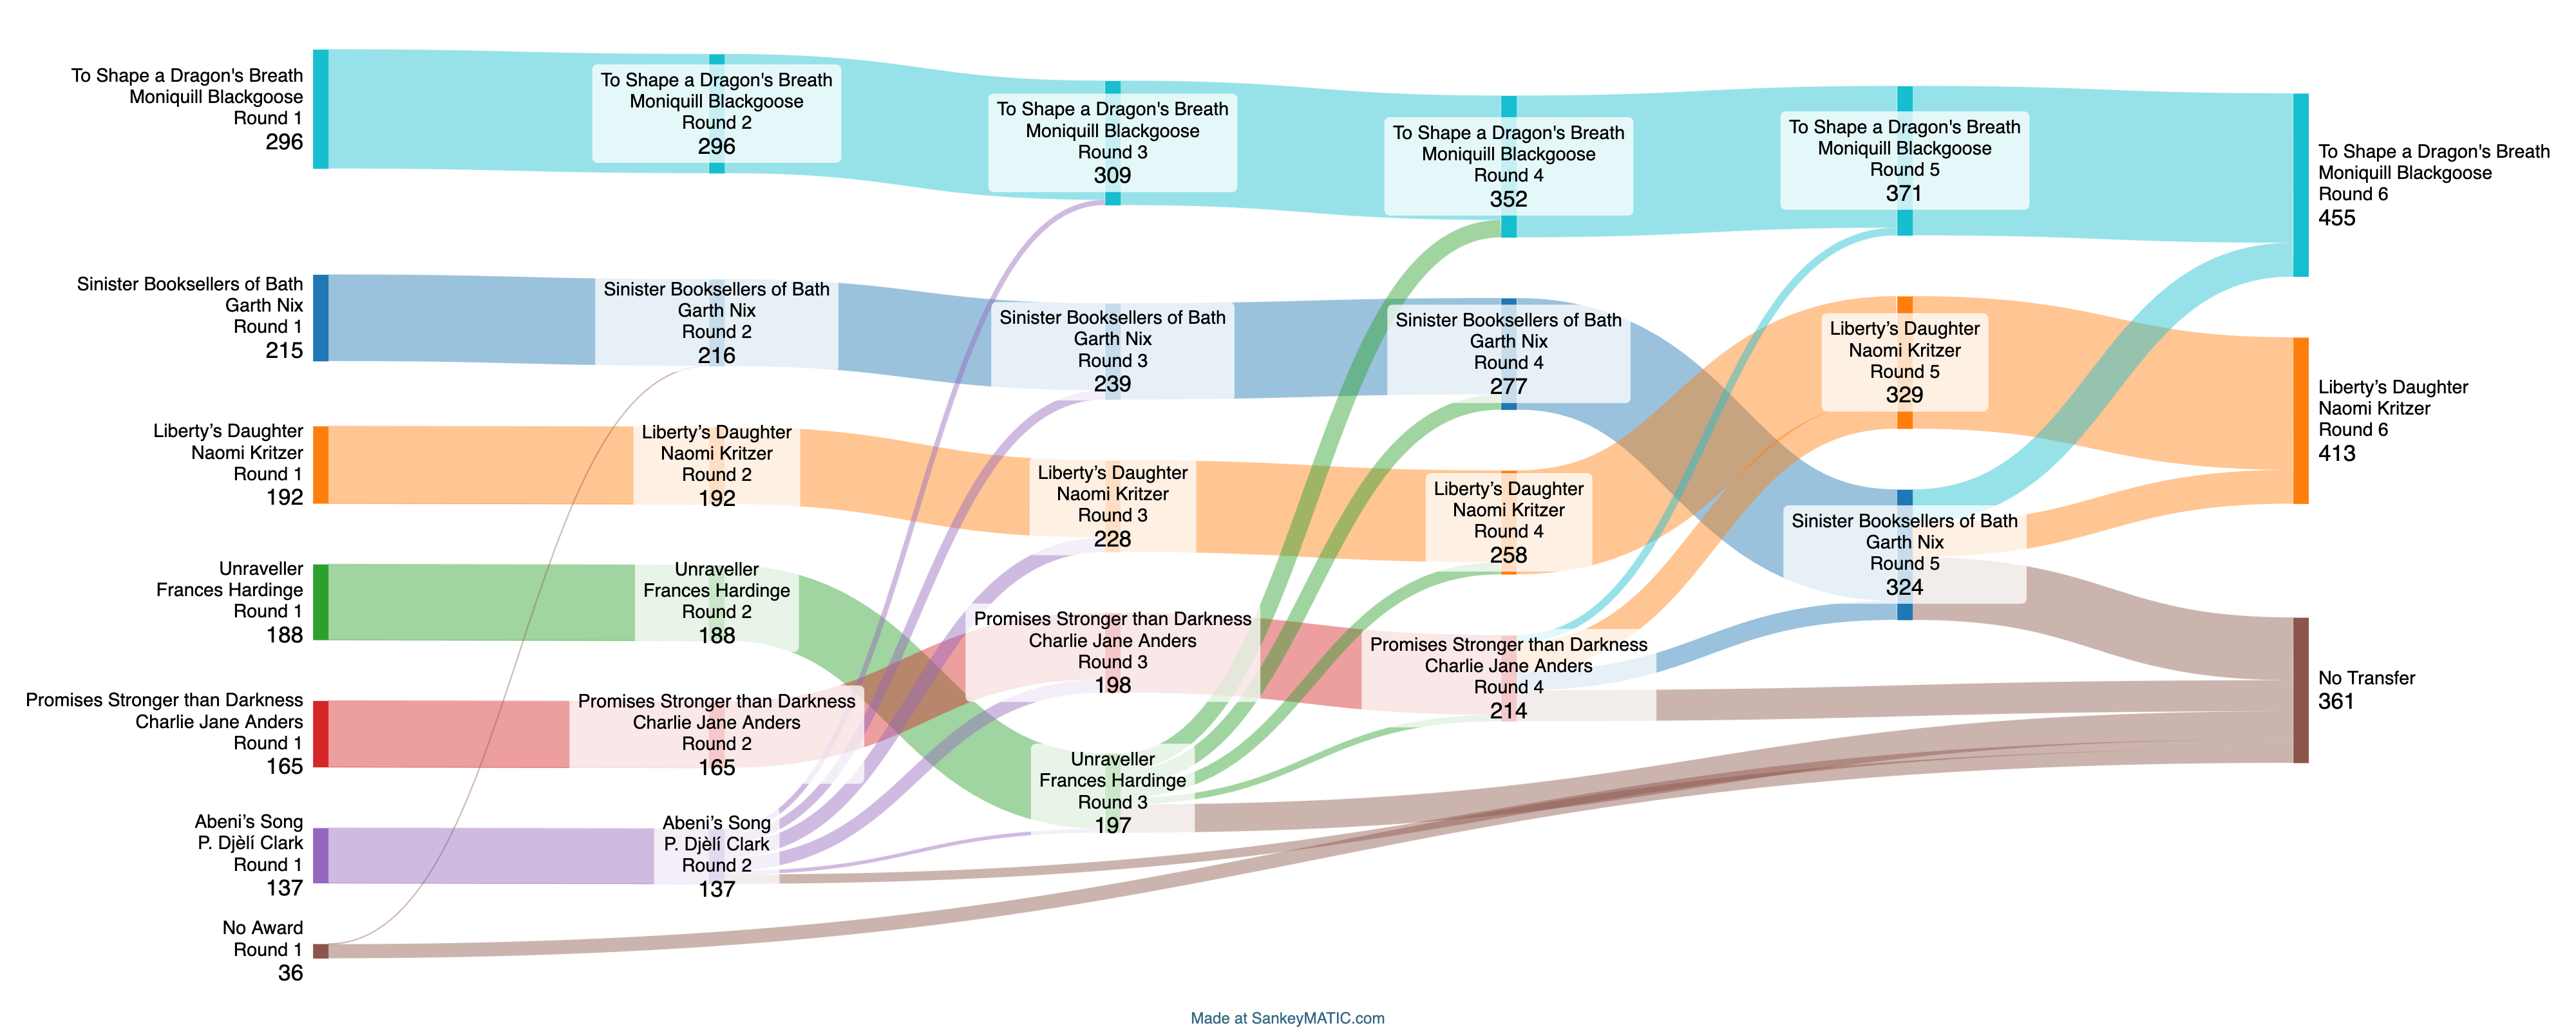 To Shape a Dragon's Breath
Moniquill Blackgoose
Round 1
296
Sinister Booksellers of Bath
Garth Nix
Round 1
215
Liberty’s Daughter
Naomi Kritzer
Round 1
192
Unraveller
Frances Hardinge
Round 1
188
Promises Stronger than Darkness
Charlie Jane Anders
Round 1
165
Abeni’s Song
P. Djèlí Clark
Round 1
137
No Award
Round 1
36
To Shape a Dragon's Breath
Moniquill Blackgoose
Round 2
296
Sinister Booksellers of Bath
Garth Nix
Round 2
216
Liberty’s Daughter
Naomi Kritzer
Round 2
192
Unraveller
Frances Hardinge
Round 2
188
Promises Stronger than Darkness
Charlie Jane Anders
Round 2
165
Abeni’s Song
P. Djèlí Clark
Round 2
137
To Shape a Dragon's Breath
Moniquill Blackgoose
Round 3
309
Sinister Booksellers of Bath
Garth Nix
Round 3
239
Liberty’s Daughter
Naomi Kritzer
Round 3
228
Promises Stronger than Darkness
Charlie Jane Anders
Round 3
198
Unraveller
Frances Hardinge
Round 3
197
To Shape a Dragon's Breath
Moniquill Blackgoose
Round 4
352
Sinister Booksellers of Bath
Garth Nix
Round 4
277
Liberty’s Daughter
Naomi Kritzer
Round 4
258
Promises Stronger than Darkness
Charlie Jane Anders
Round 4
214
To Shape a Dragon's Breath
Moniquill Blackgoose
Round 5
371
Liberty’s Daughter
Naomi Kritzer
Round 5
329
Sinister Booksellers of Bath
Garth Nix
Round 5
324
To Shape a Dragon's Breath
Moniquill Blackgoose
Round 6
455
Liberty’s Daughter
Naomi Kritzer
Round 6
413
No Transfer
361
Made at SankeyMATIC.com